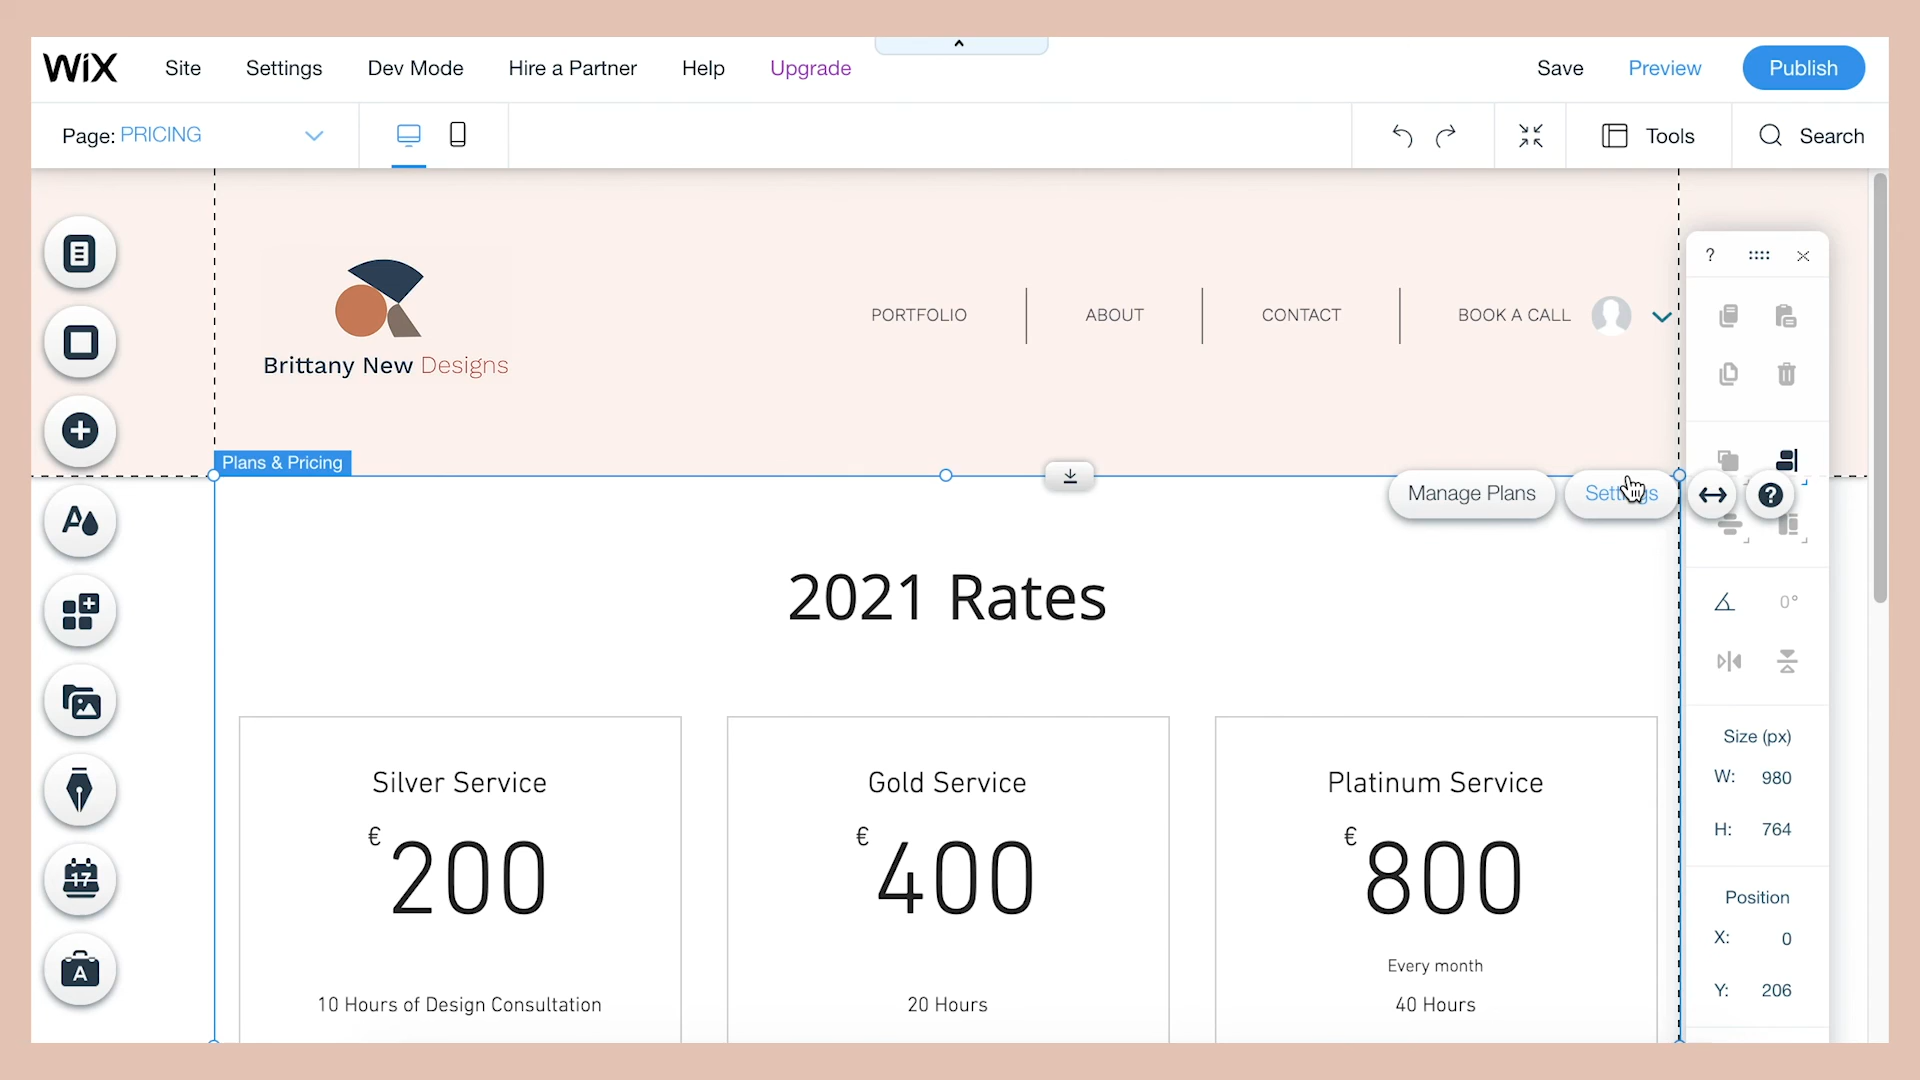 WiX Site Settings Dev Mode Hire a Partner Help Upgrade Save Preview Publish
Page: PRICING Tools Search
PORTFOLIO ABOUT CONTACT BOOK A CALL
Brittany New Designs
?
Plans & Pricing
Manage Plans Settings ?
17
A
2021 Rates
0°
Silver Service
€200
10 Hours of Design Consultation
Gold Service
€400
20 Hours
Platinum Service
€800
Every month
40 Hours
Size (px)
W: 980
H: 764
Position
X: 0
Y: 206